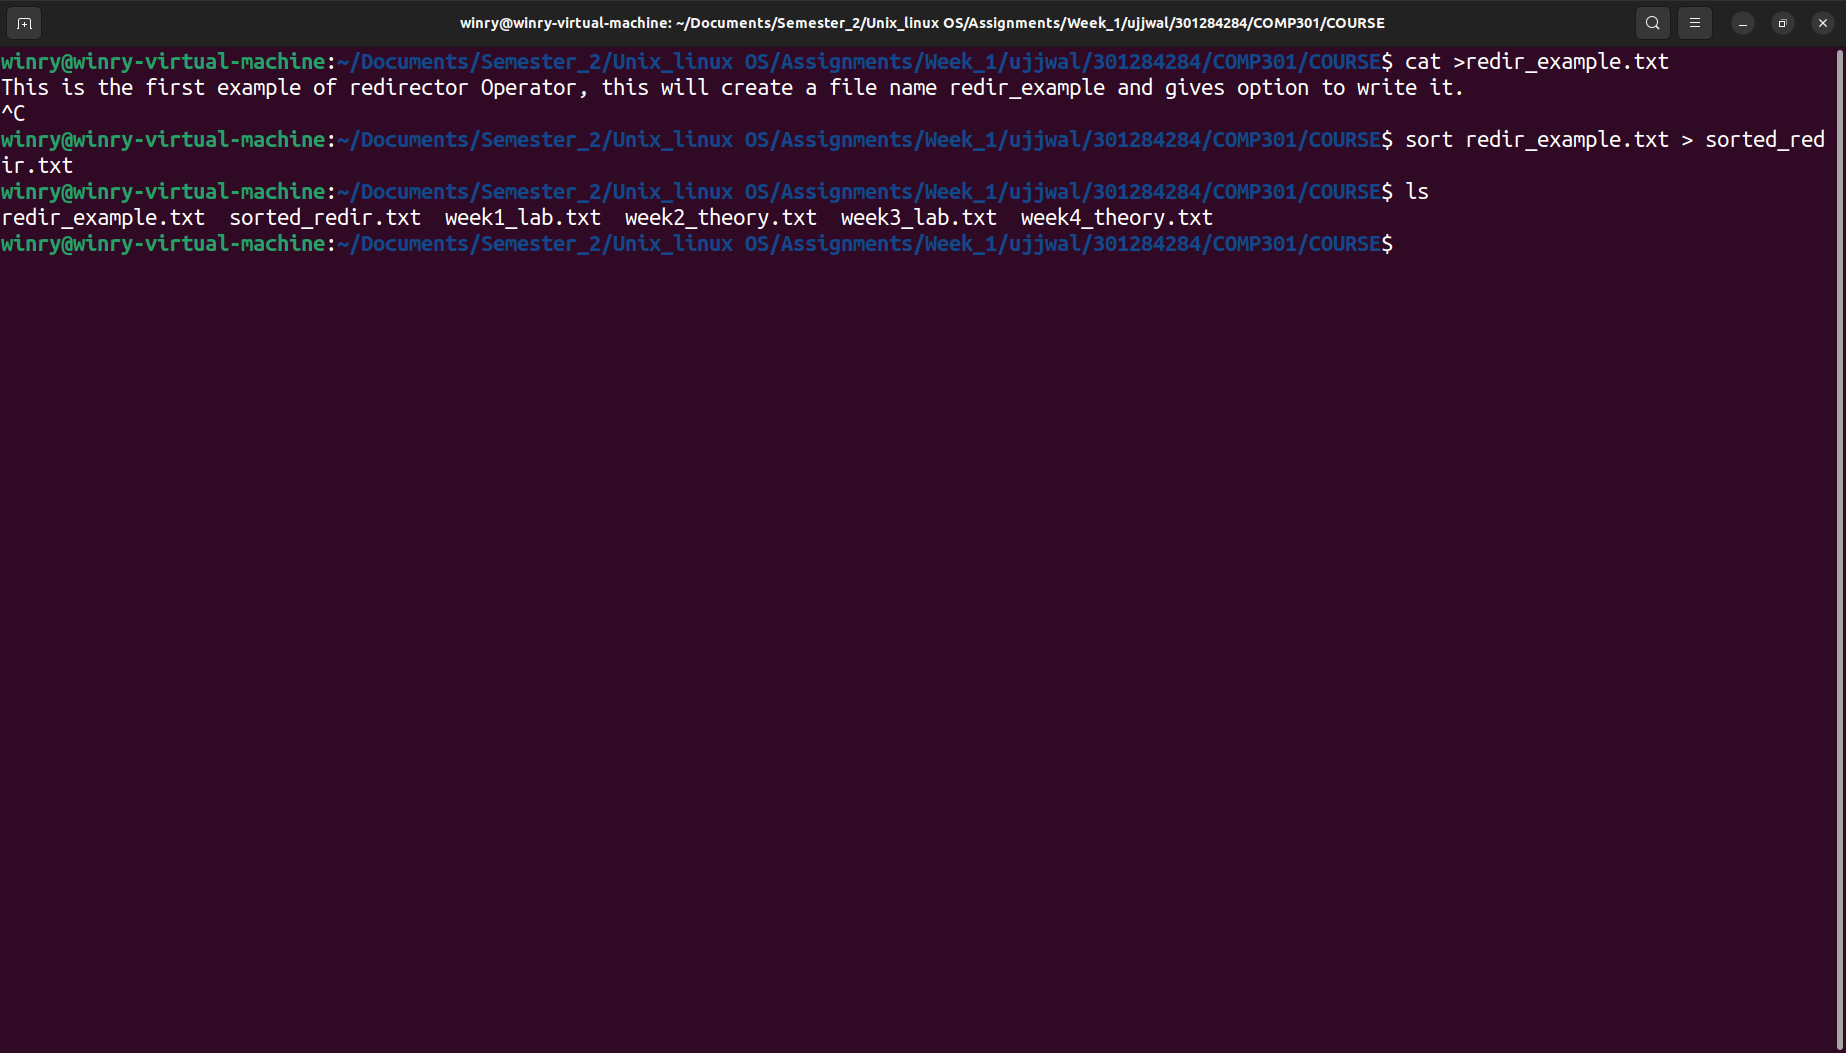 winry@winry-virtual-machine: ~/Documents/Semester_2/Unix_linux OS/Assignments/Week_1/ujjwal/301284284/COMP301/COURSE
winry@winry-virtual-machine:~/Documents/Semester_2/Unix_linux OS/Assignments/Week_1/ujjwal/301284284/COMP301/COURSE$ cat >redir_example.txt
This is the first example of redirector Operator, this will create a file name redir_example and gives option to write it.
^C
winry@winry-virtual-machine:~/Documents/Semester_2/Unix_linux OS/Assignments/Week_1/ujjwal/301284284/COMP301/COURSE$ sort redir_example.txt > sorted_red
ir.txt
winry@winry-virtual-machine:~/Documents/Semester_2/Unix_linux OS/Assignments/Week_1/ujjwal/301284284/COMP301/COURSE$ ls
redir_example.txt  sorted_redir.txt  week1_lab.txt  week2_theory.txt  week3_lab.txt  week4_theory.txt
winry@winry-virtual-machine:~/Documents/Semester_2/Unix_linux OS/Assignments/Week_1/ujjwal/301284284/COMP301/COURSE$